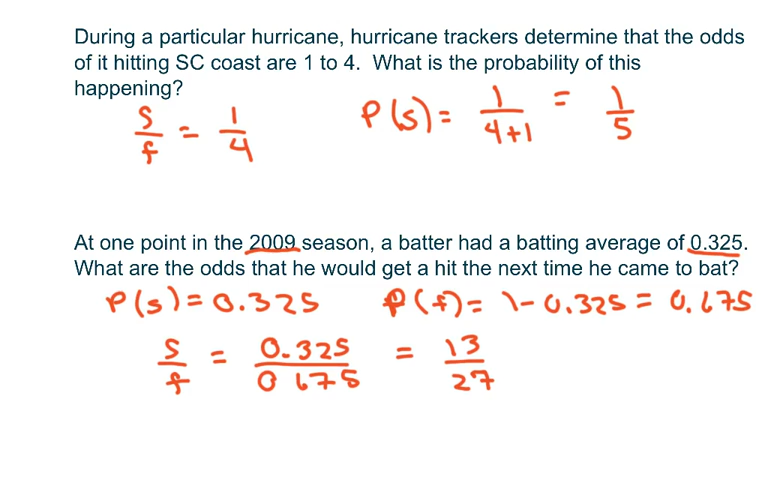 During a particular hurricane, hurricane trackers determine that the odds
of it hitting SC coast are 1 to 4. What is the probability of this
happening?
s/f = 1/4 P(s) = 1/(4+1) = 1/5
At one point in the 2009 season, a batter had a batting average of 0.325.
What are the odds that he would get a hit the next time he came to bat?
P(s) = 0.325 P(f) = 1-0.325 = 0.675
s/f = 0.325/0 675 = 13/27